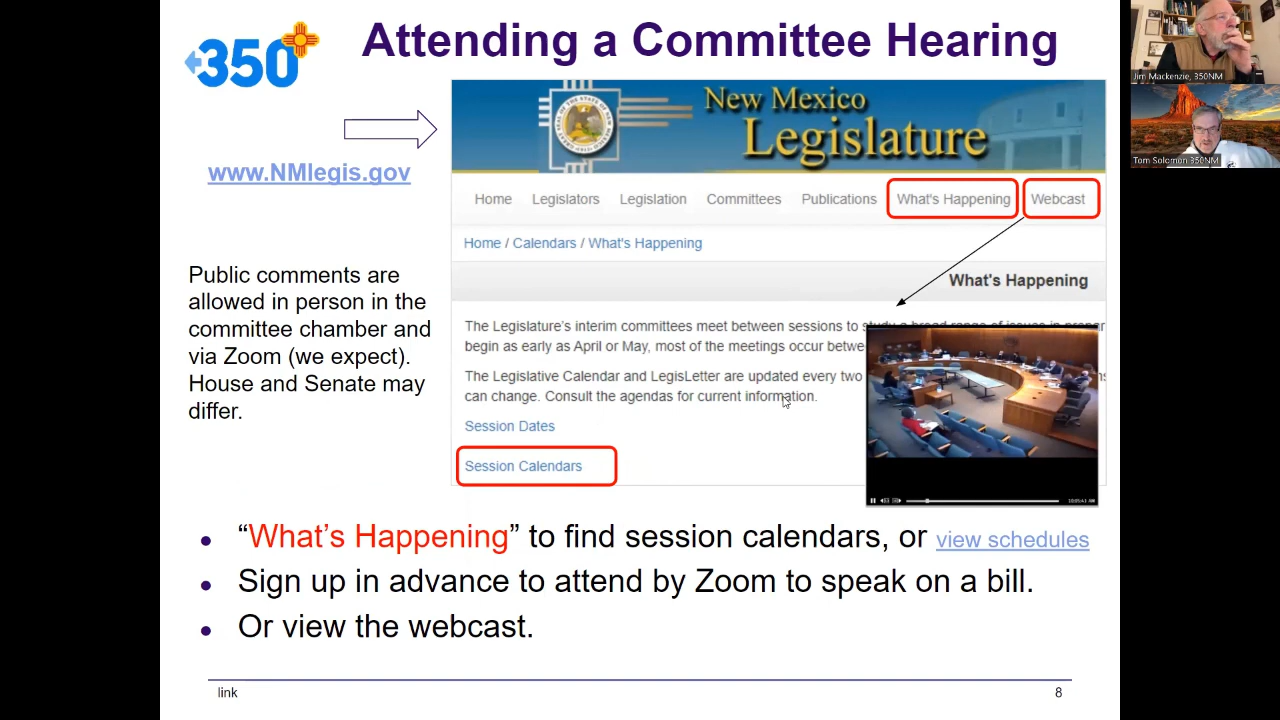 350
Attending a Committee Hearing
www.NMlegis.gov
Public comments are
allowed in person in the
committee chamber and
via Zoom (we expect).
House and Senate may
differ.
New Mexico
Legislature
Home Legislators Legislation Committees Publications What's Happening Webcast
Home / Calendars / What's Happening
What's Happening
The Legislature's interim committees meet between sessions to study a broad range of issues in
begin as early as April or May, most of the meetings occur
The Legislative Calendar and LegisLetter are updated every two
can change. Consult the agendas for current information.
Session Dates
Session Calendars
“What’s Happening” to find session calendars, or view schedules
Sign up in advance to attend by Zoom to speak on a bill.
Or view the webcast.
link
8
Jim Mackenzie, 350NM
Tom Solomon 350NM